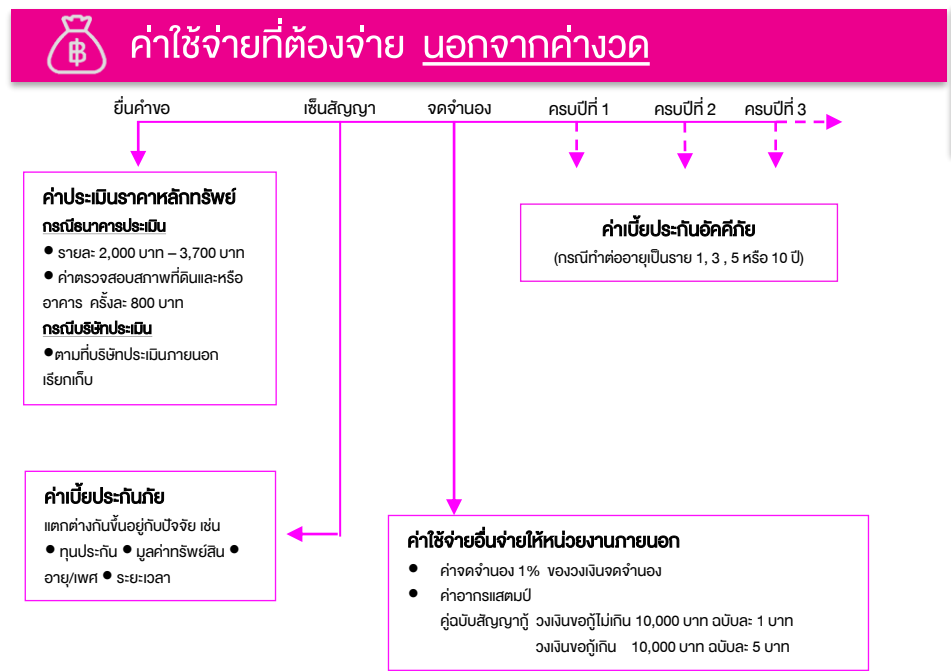 ฿ ค่าใช้จ่ายที่ต้องจ่าย นอกจากค่างวด
ยื่นคำขอ เซ็นสัญญา จดจำนอง ครบปีที่ 1 ครบปีที่ 2 ครบปีที่ 3
ค่าประเมินราคาหลักทรัพย์
กรณีธนาคารประเมิน
● รายละ 2,000 บาท – 3,700 บาท
● ค่าตรวจสอบสภาพที่ดินและหรือ
อาคาร ครั้งละ 800 บาท
กรณีบริษัทประเมิน
●ตามที่บริษัทประเมินภายนอก
เรียกเก็บ
ค่าเบี้ยประกันอัคคีภัย
(กรณีทำต่ออายุเป็นราย 1, 3 , 5 หรือ 10 ปี)
ค่าเบี้ยประกันภัย
แตกต่างกันขึ้นอยู่กับปัจจัย เช่น
● ทุนประกัน ● มูลค่าทรัพย์สิน ●
อายุ/เพศ ● ระยะเวลา
ค่าใช้จ่ายอื่นจ่ายให้หน่วยงานภายนอก
● ค่าจดจำนอง 1% ของวงเงินจดจำนอง
● ค่าอากรแสตมป์
คู่ฉบับสัญญากู้ วงเงินขอกู้ไม่เกิน 10,000 บาท ฉบับละ 1 บาท
วงเงินขอกู้เกิน 10,000 บาท ฉบับละ 5 บาท